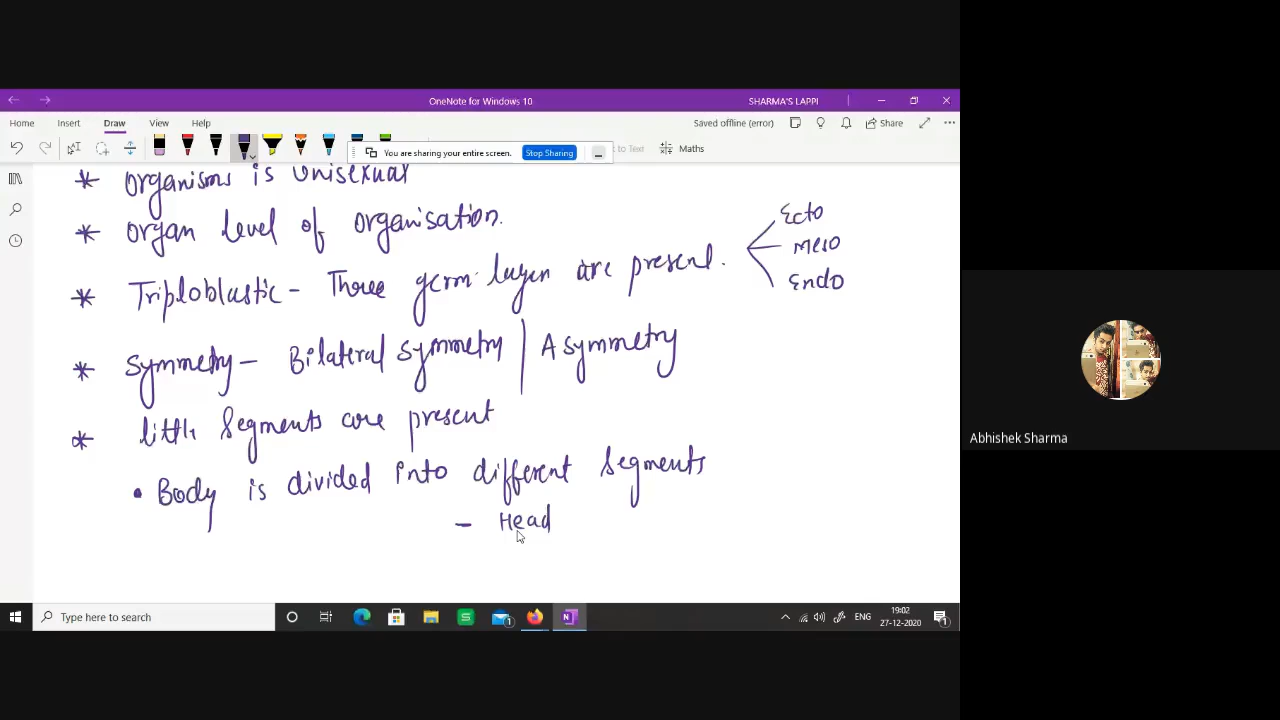 OneNote for Windows 10
SHARMA'S LAPPI
Home Insert Draw View Help
Saved offline (error)
Share
You are sharing your entire screen.
Stop Sharing
to Text
Maths
* Organisms is Unisexual
* Organ level of organisation.
* Triploblastic - Three germ layer are present.
Ecto
Meso
Endo
* Symmetry - Bilateral symmetry | Asymmetry
* little Segments are present
• Body is divided into different Segments
- Head
Abhishek Sharma
Type here to search
ENG
19:02
27-12-2020